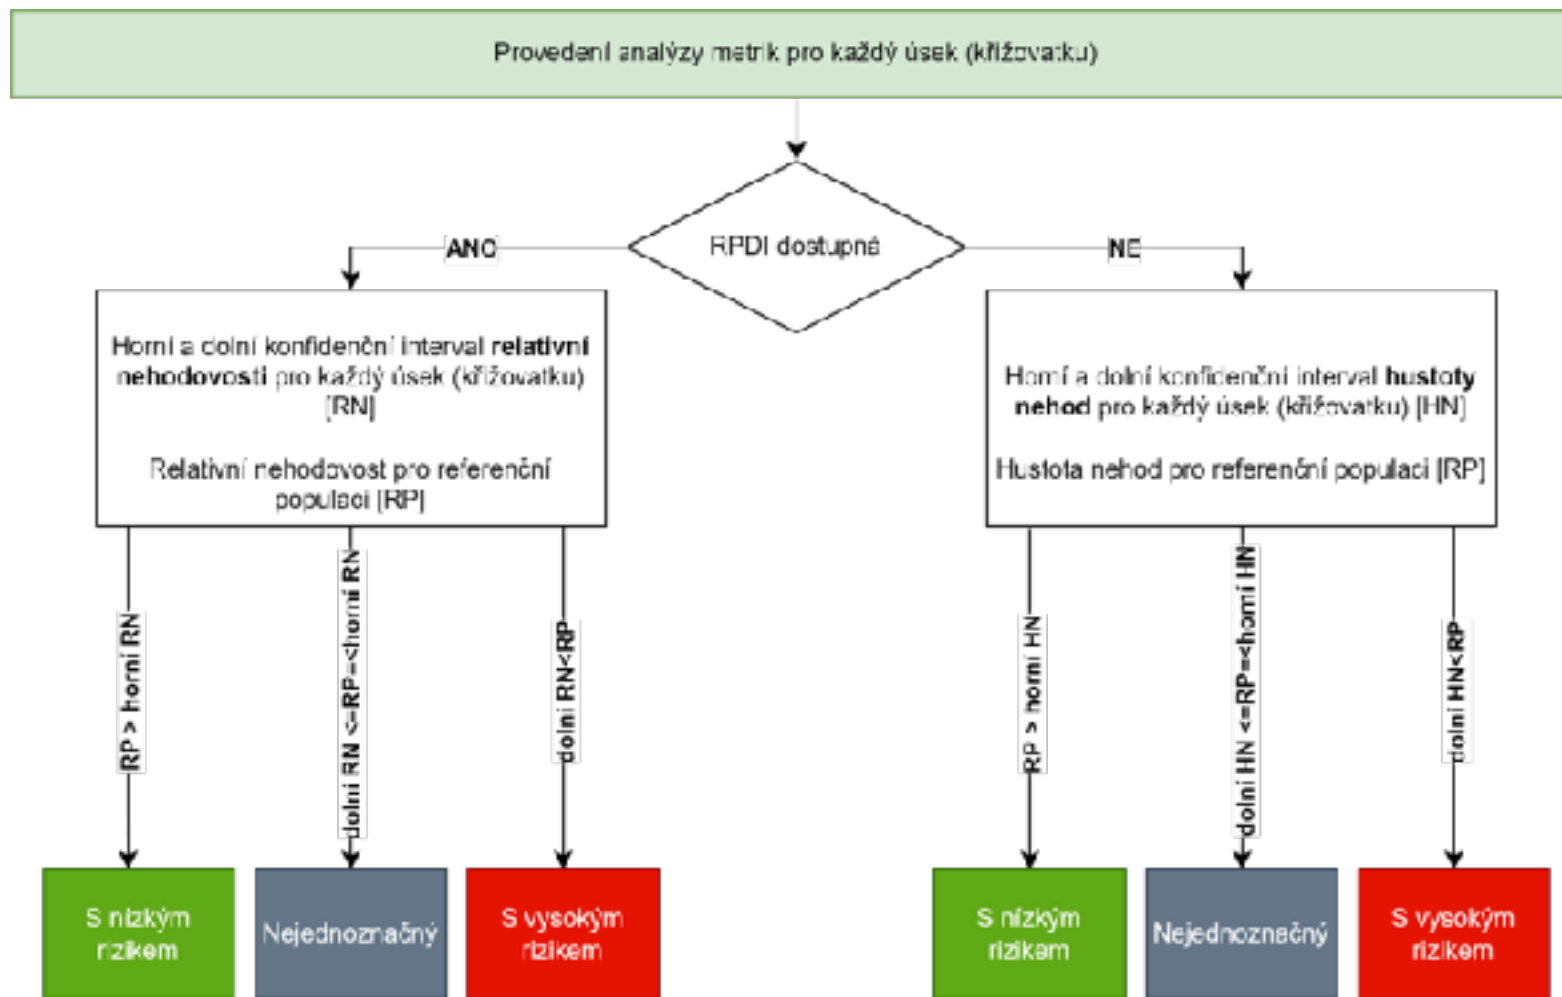 Provedení analýzy metrik pro každý úsek (křižovatku)
RPDI dostupná
ANO
NE
Horní a dolní konfidenční interval relativní
nehodovosti pro každý úsek (křižovatku)
[RN]
Relativní nehodovost pro referenční
populaci [RP]
Horní a dolní konfidenční interval hustoty
nehod pro každý úsek (křižovatku) [HN]
Hustota nehod pro referenční populaci [RP]
RP > horní RN
dolní RN <=RP=<horní RN
dolní RN<RP
RP > horní HN
dolní HN <=RP=<horní HN
dolní HN<RP
S nízkým
rizikem
Nejednoznačný
S vysokým
rizikem
S nízkým
rizikem
Nejednoznačný
S vysokým
rizikem